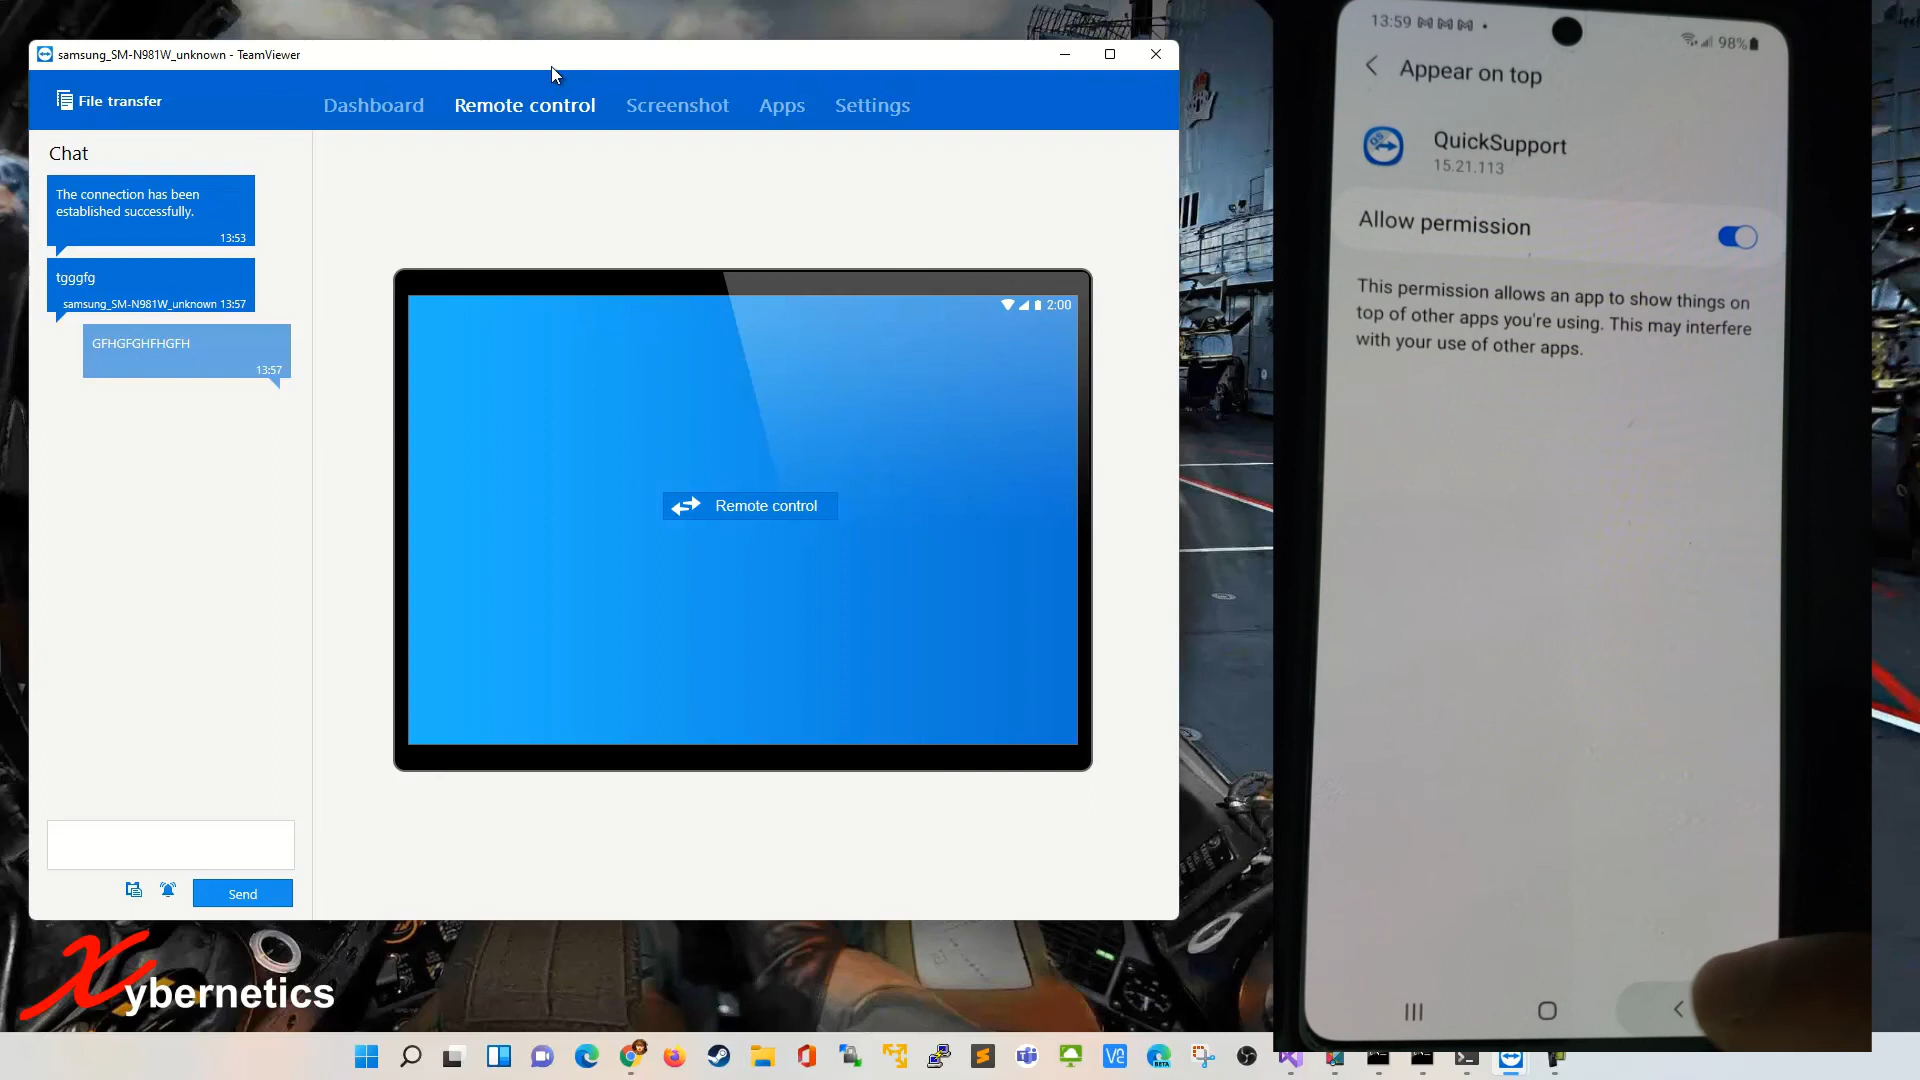 samsung_SM-N981W_unknown - TeamViewer
File transfer
Dashboard
Remote control
Screenshot
Apps
Settings
Chat
The connection has been
established successfully.
13:53
tgggfg
samsung_SM-N981W_unknown 13:57
GFHGFGHFHGFH
13:57
2:00
Remote control
Send
Xybernetics
13:59
98%
Appear on top
QuickSupport
15.21.113
Allow permission
This permission allows an app to show things on
top of other apps you're using. This may interfere
with your use of other apps.